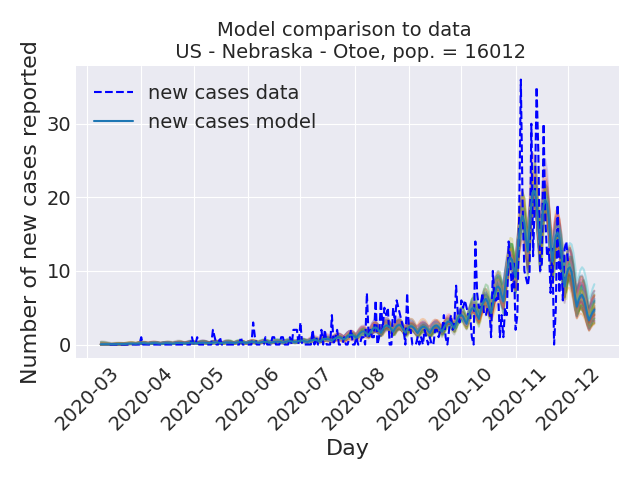 Model comparison to data
US - Nebraska - Otoe, pop. = 16012
new cases data
new cases model
Number of new cases reported
30
20
10
0
2020-03
2020-04
2020-05
2020-06
2020-07
2020-08
2020-09
2020-10
2020-11
2020-12
Day